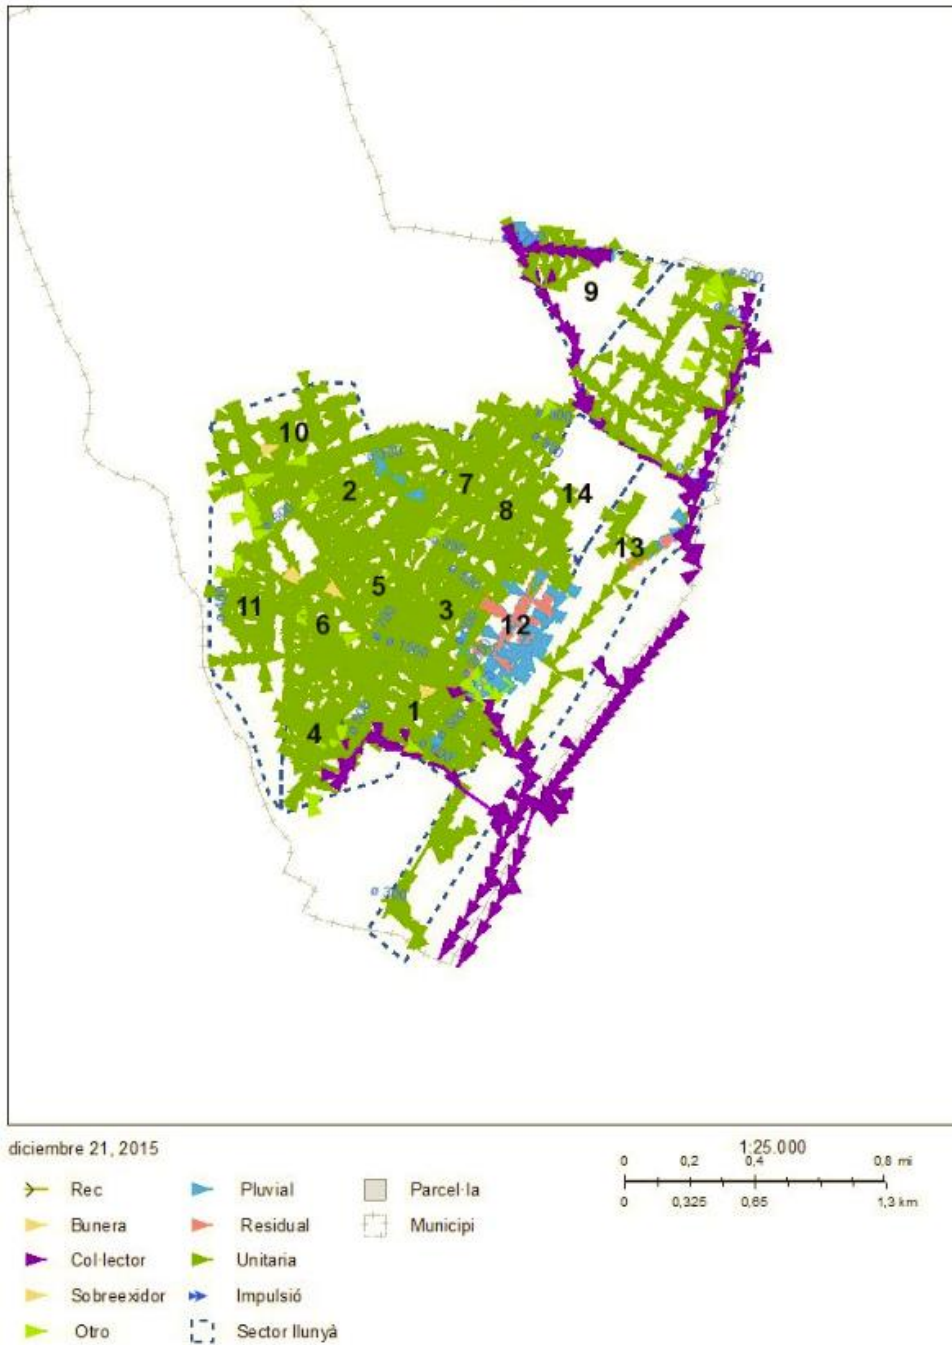 ø 600
9
10
2
7
8
14
13
11
5
6
3
12
4
1
diciembre 21, 2015
1:25.000
0 0,2 0,4 0,8 mi
0 0,325 0,65 1,3 km
Rec
Pluvial
Parcel·la
Bunera
Residual
Municipi
Col·lector
Unitaria
Sobreexidor
Impulsió
Otro
Sector llunyà